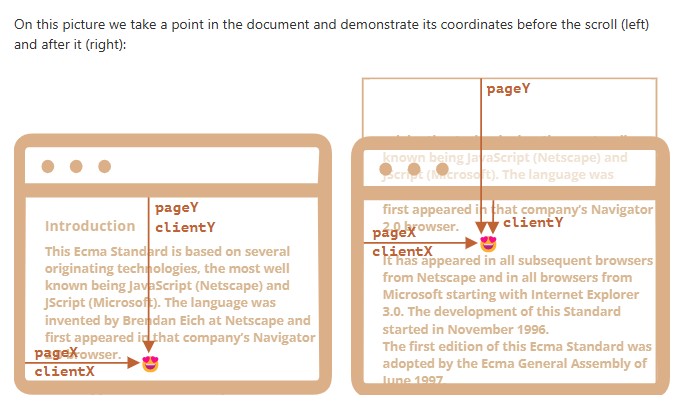 On this picture we take a point in the document and demonstrate its coordinates before the scroll (left)
and after it (right):
pageY
clientY
Introduction
This Ecma Standard is based on several
originating technologies, the most well
known being JavaScript (Netscape) and
JScript (Microsoft). The language was
invented by Brendan Eich at Netscape and
first appeared in that company's Navigator
browser.
pageX
clientX
pageY
known being JavaScript (Netscape) and
JScript (Microsoft). The language was
first appeared in that company's Navigator
2.0 browser.
clientY
pageX
clientX
It has appeared in all subsequent browsers
from Netscape and in all browsers from
Microsoft starting with Internet Explorer
3.0. The development of this Standard
started in November 1996.
The first edition of this Ecma Standard was
adopted by the Ecma General Assembly of
June 1997